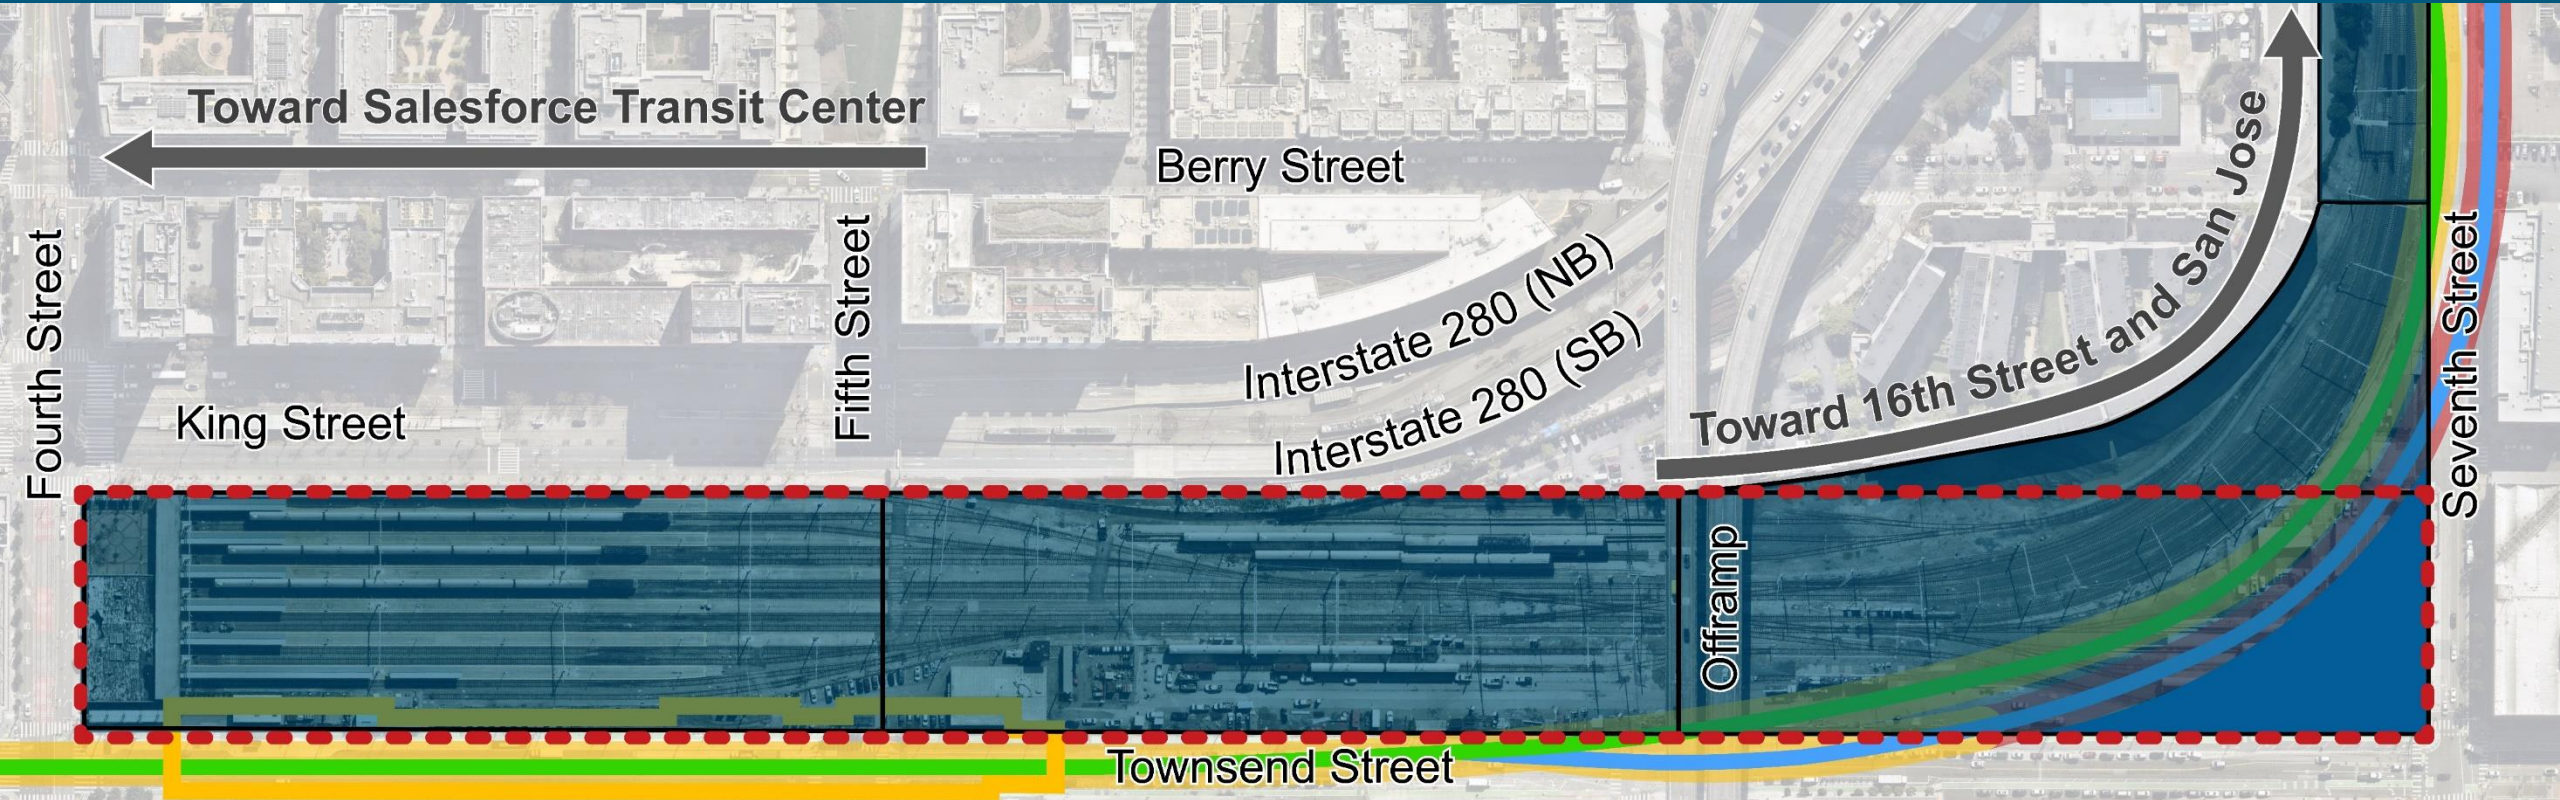 Toward Salesforce Transit Center
Berry Street
Fourth Street
Fifth Street
King Street
Interstate 280 (NB)
Interstate 280 (SB)
Toward 16th Street and San Jose
Seventh Street
Offramp
Townsend Street